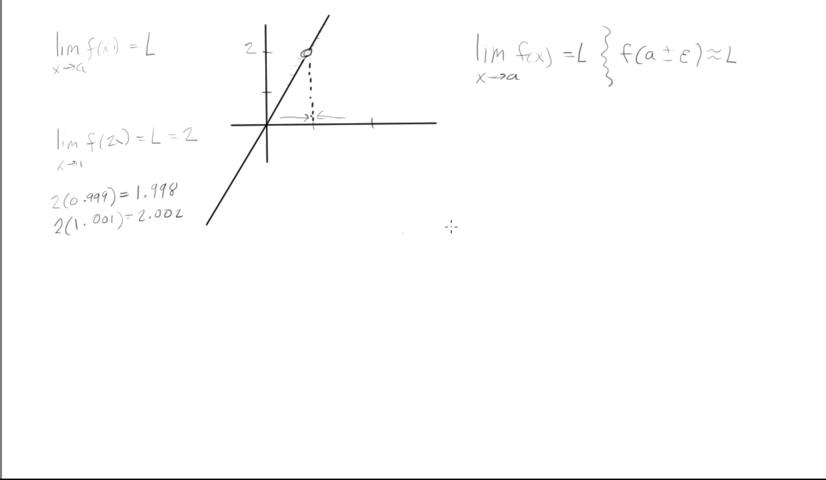 lim f(x) = L
x→a
2
lim f(2x) = L = 2
x→1
2(0.999) = 1.998
2(1.001) = 2.002
lim f(x) = L } f(a ± ε) ≈ L
x→a